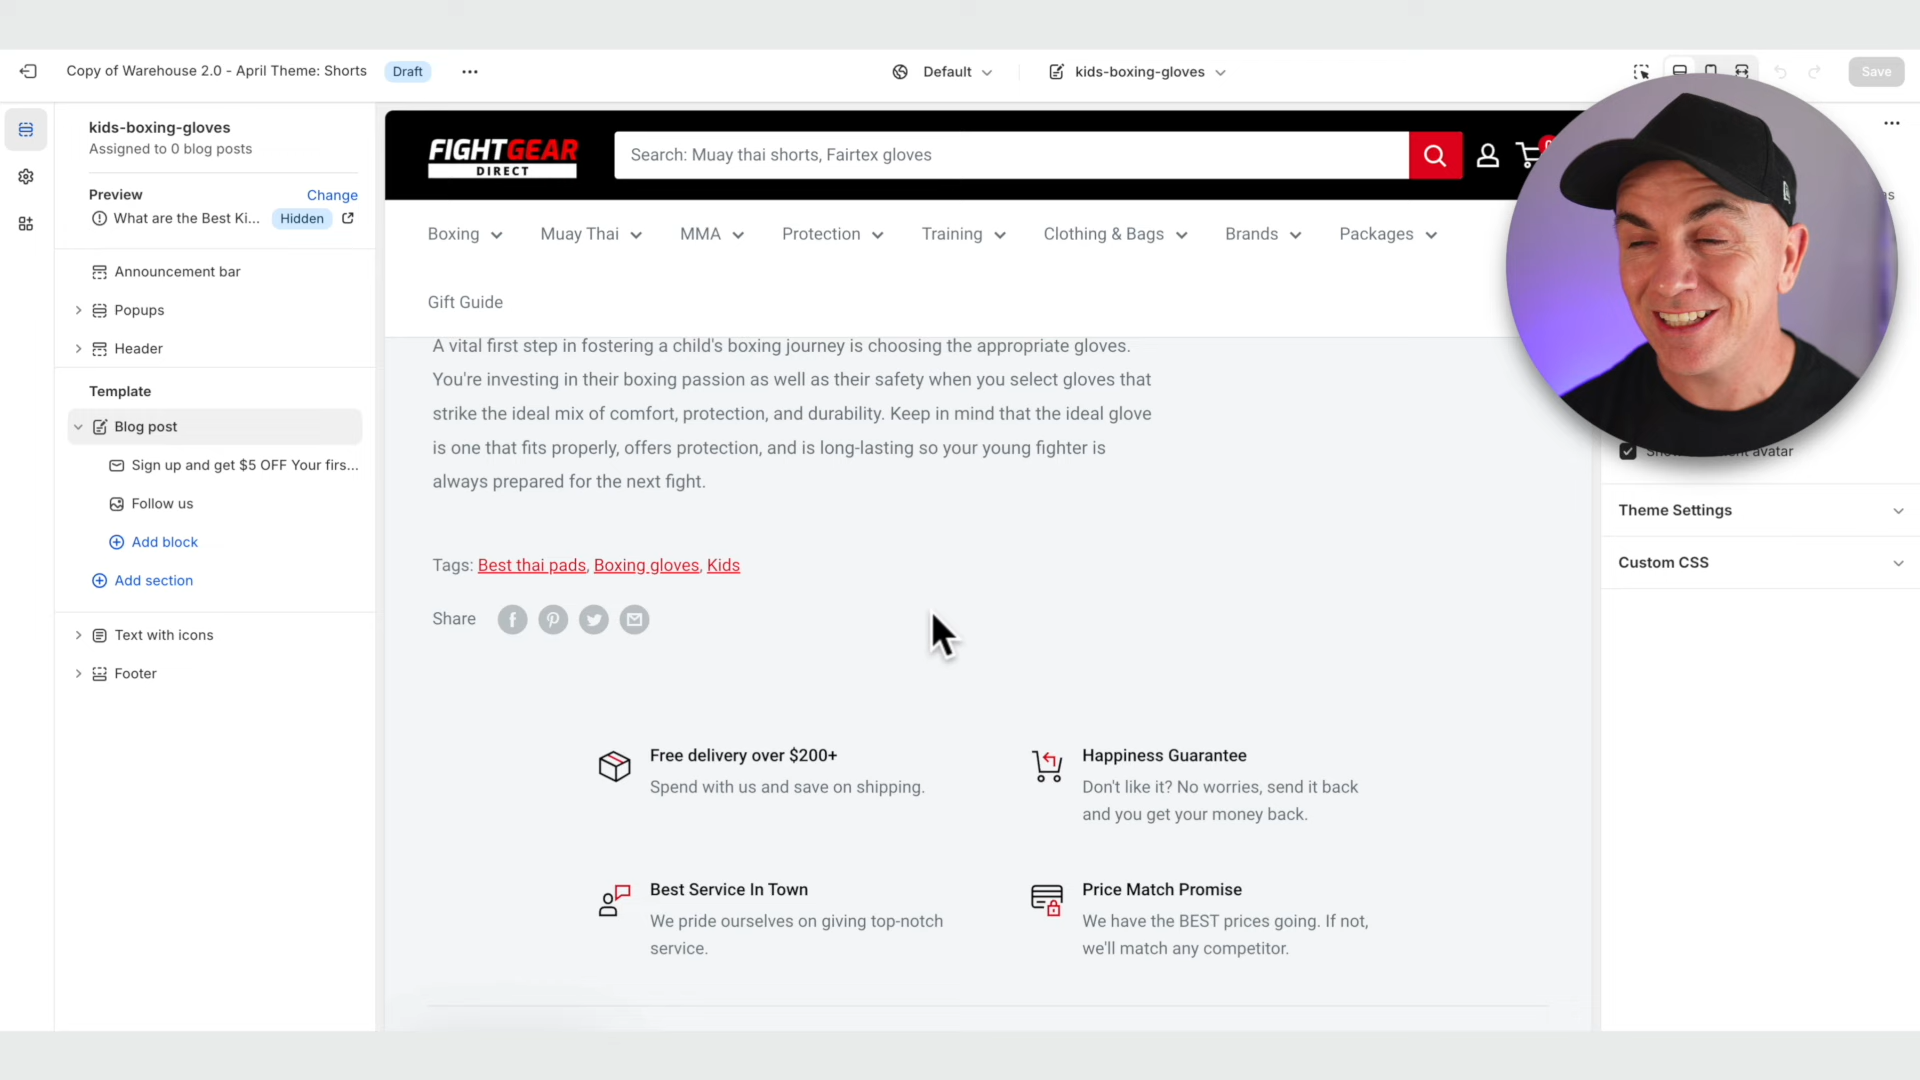 Copy of Warehouse 2.0 - April Theme: Shorts
Draft
Default
kids-boxing-gloves
Save
kids-boxing-gloves
Assigned to 0 blog posts
Preview
Change
What are the Best Ki...
Hidden
Announcement bar
Popups
Header
Template
Blog post
Sign up and get $5 OFF Your firs...
Follow us
Add block
Add section
Text with icons
Footer
FIGHTGEAR
DIRECT
Search: Muay thai shorts, Fairtex gloves
Boxing
Muay Thai
MMA
Protection
Training
Clothing & Bags
Brands
Packages
Gift Guide
A vital first step in fostering a child's boxing journey is choosing the appropriate gloves.
You're investing in their boxing passion as well as their safety when you select gloves that
strike the ideal mix of comfort, protection, and durability. Keep in mind that the ideal glove
is one that fits properly, offers protection, and is long-lasting so your young fighter is
always prepared for the next fight.
Tags: Best thai pads, Boxing gloves, Kids
Share
Free delivery over $200+
Spend with us and save on shipping.
Happiness Guarantee
Don't like it? No worries, send it back
and you get your money back.
Best Service In Town
We pride ourselves on giving top-notch
service.
Price Match Promise
We have the BEST prices going. If not,
we'll match any competitor.
avatar
Theme Settings
Custom CSS